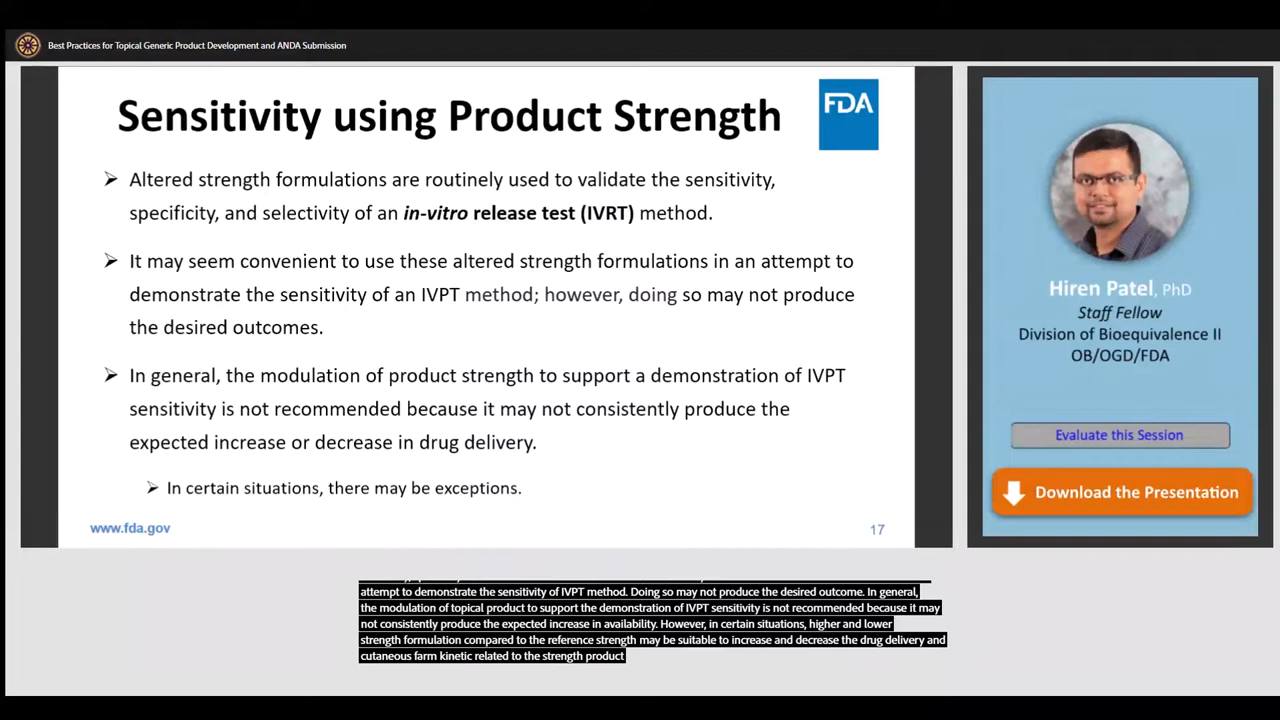 Best Practices for Topical Generic Product Development and ANDA Submission
Sensitivity using Product Strength
FDA
➢ Altered strength formulations are routinely used to validate the sensitivity,
specificity, and selectivity of an in-vitro release test (IVRT) method.
➢ It may seem convenient to use these altered strength formulations in an attempt to
demonstrate the sensitivity of an IVPT method; however, doing so may not produce
the desired outcomes.
➢ In general, the modulation of product strength to support a demonstration of IVPT
sensitivity is not recommended because it may not consistently produce the
expected increase or decrease in drug delivery.
➢ In certain situations, there may be exceptions.
www.fda.gov
17
Hiren Patel, PhD
Staff Fellow
Division of Bioequivalence II
OB/OGD/FDA
Evaluate this Session
Download the Presentation
attempt to demonstrate the sensitivity of IVPT method. Doing so may not produce the desired outcome. In general,
the modulation of topical product to support the demonstration of IVPT sensitivity is not recommended because it may
not consistently produce the expected increase in availability. However, in certain situations, higher and lower
strength formulation compared to the reference strength may be suitable to increase and decrease the drug delivery and
cutaneous farm kinetic related to the strength product